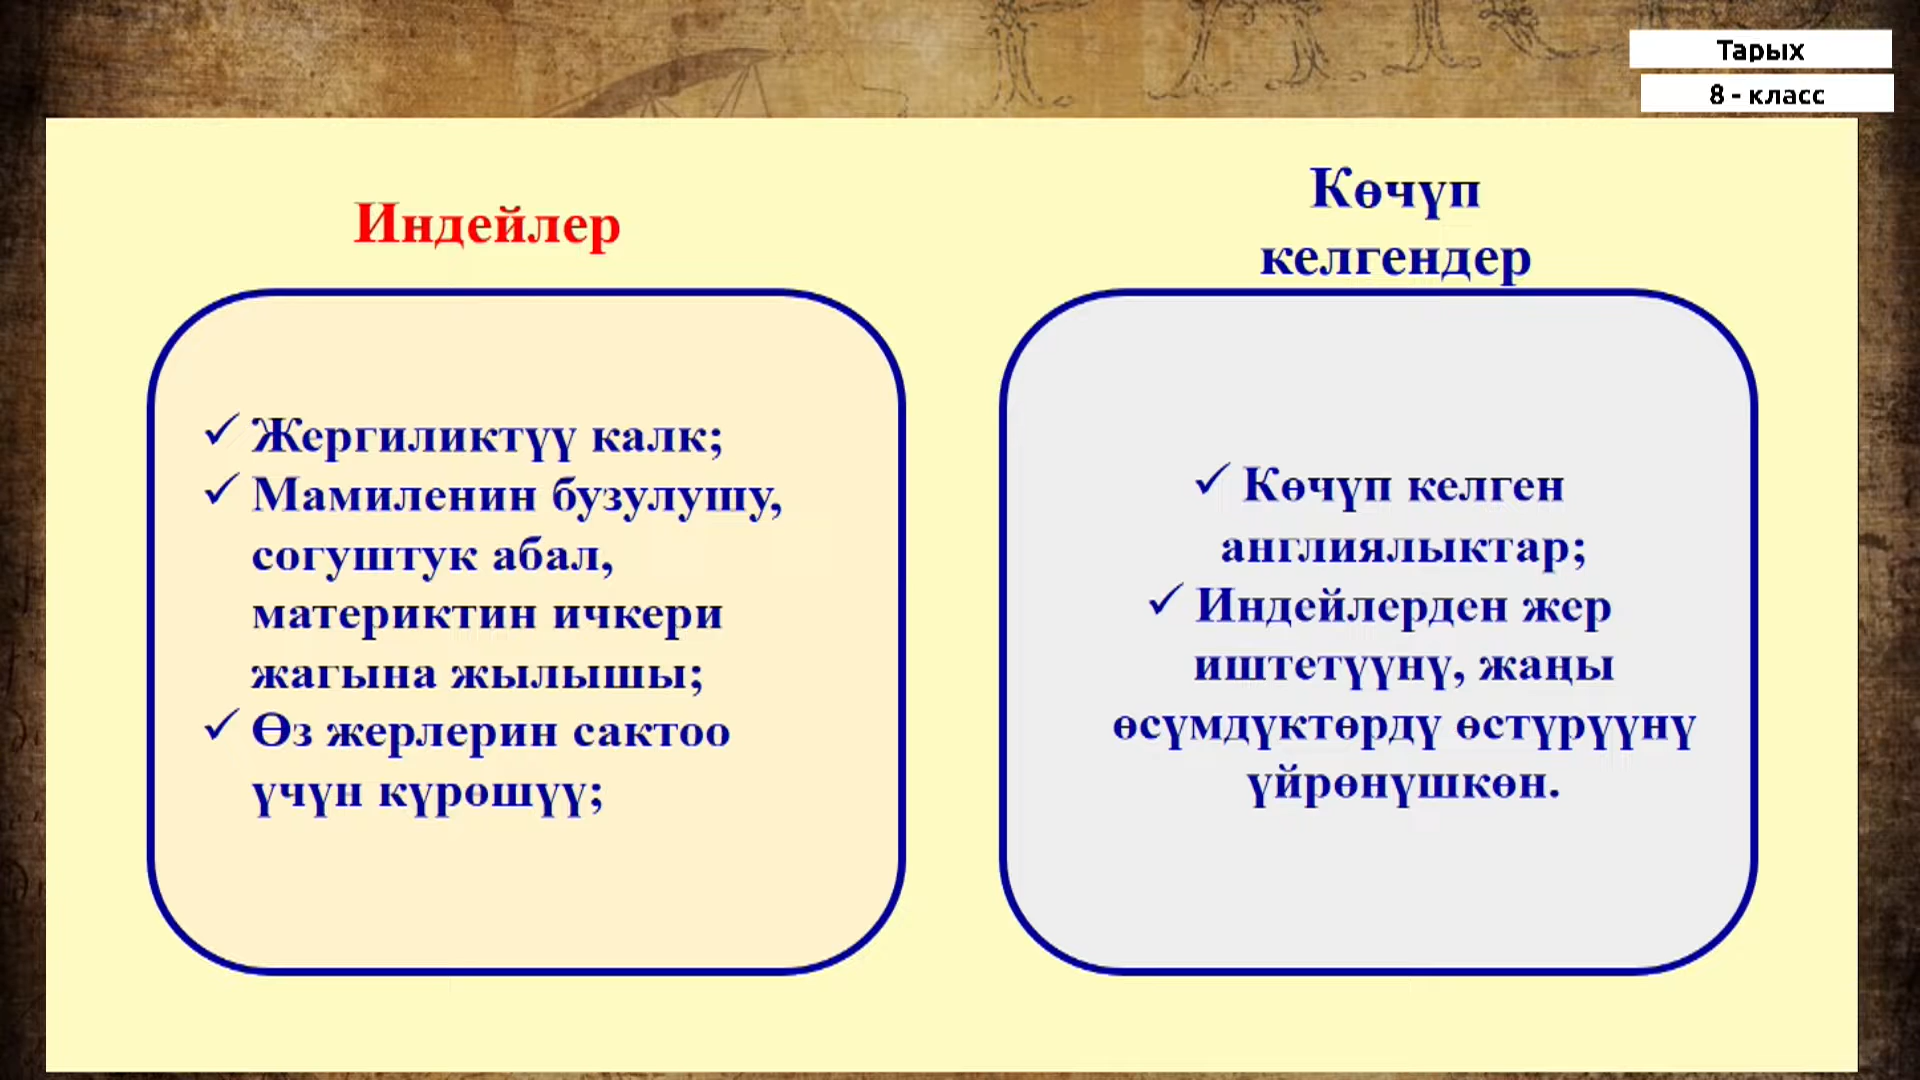 Тарых
8 - класс
Индейлер
Көчүп
келгендер
✓ Жергиликтүү калк;
✓ Мамиленин бузулушу,
согуштук абал,
материктин ичкери
жагына жылышы;
✓ Өз жерлерин сактоо
үчүн күрөшүү;
✓ Көчүп келген
англиялыктар;
✓ Индейлерден жер
иштетүүнү, жаңы
өсүмдүктөрдү өстүрүүнү
үйрөнүшкөн.